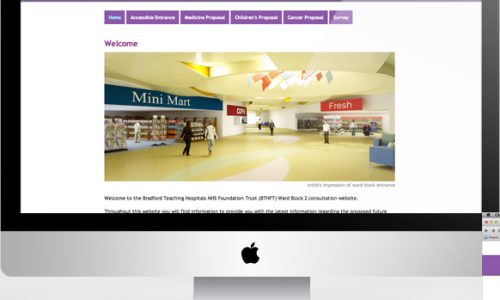 Home Accessible Entrance Medicine Proposal Children's Proposal Cancer Proposal Survey
Welcome
Mini Mart
Fresh
Artist's impression of ward block entrance
Welcome to the Bradford Teaching Hospitals NHS Foundation Trust (BTHFT) Ward Block 2 consultation website.
Throughout this website you will find information to provide you with the latest information regarding the proposed future